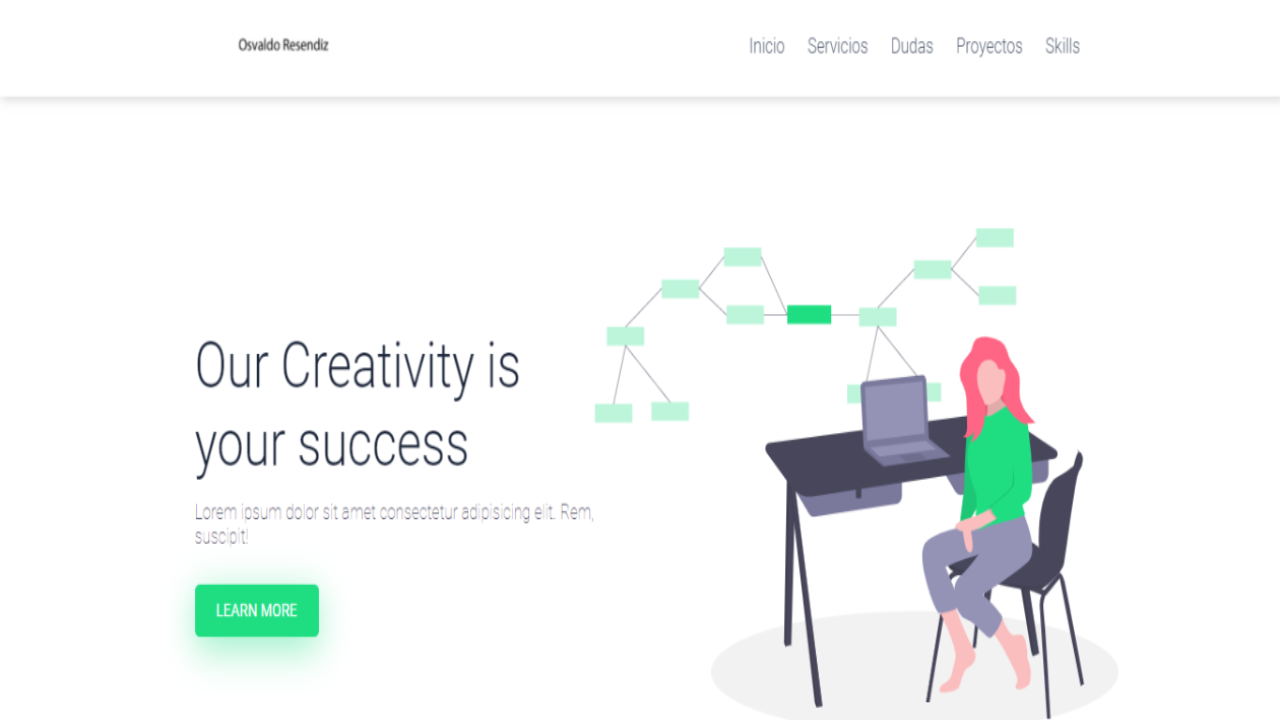 Osvaldo Resendiz
Inicio Servicios Dudas Proyectos Skills
Our Creativity is
your success
Lorem ipsum dolor sit amet consectetur adipisicing elit. Rem,
suscipit!
LEARN MORE